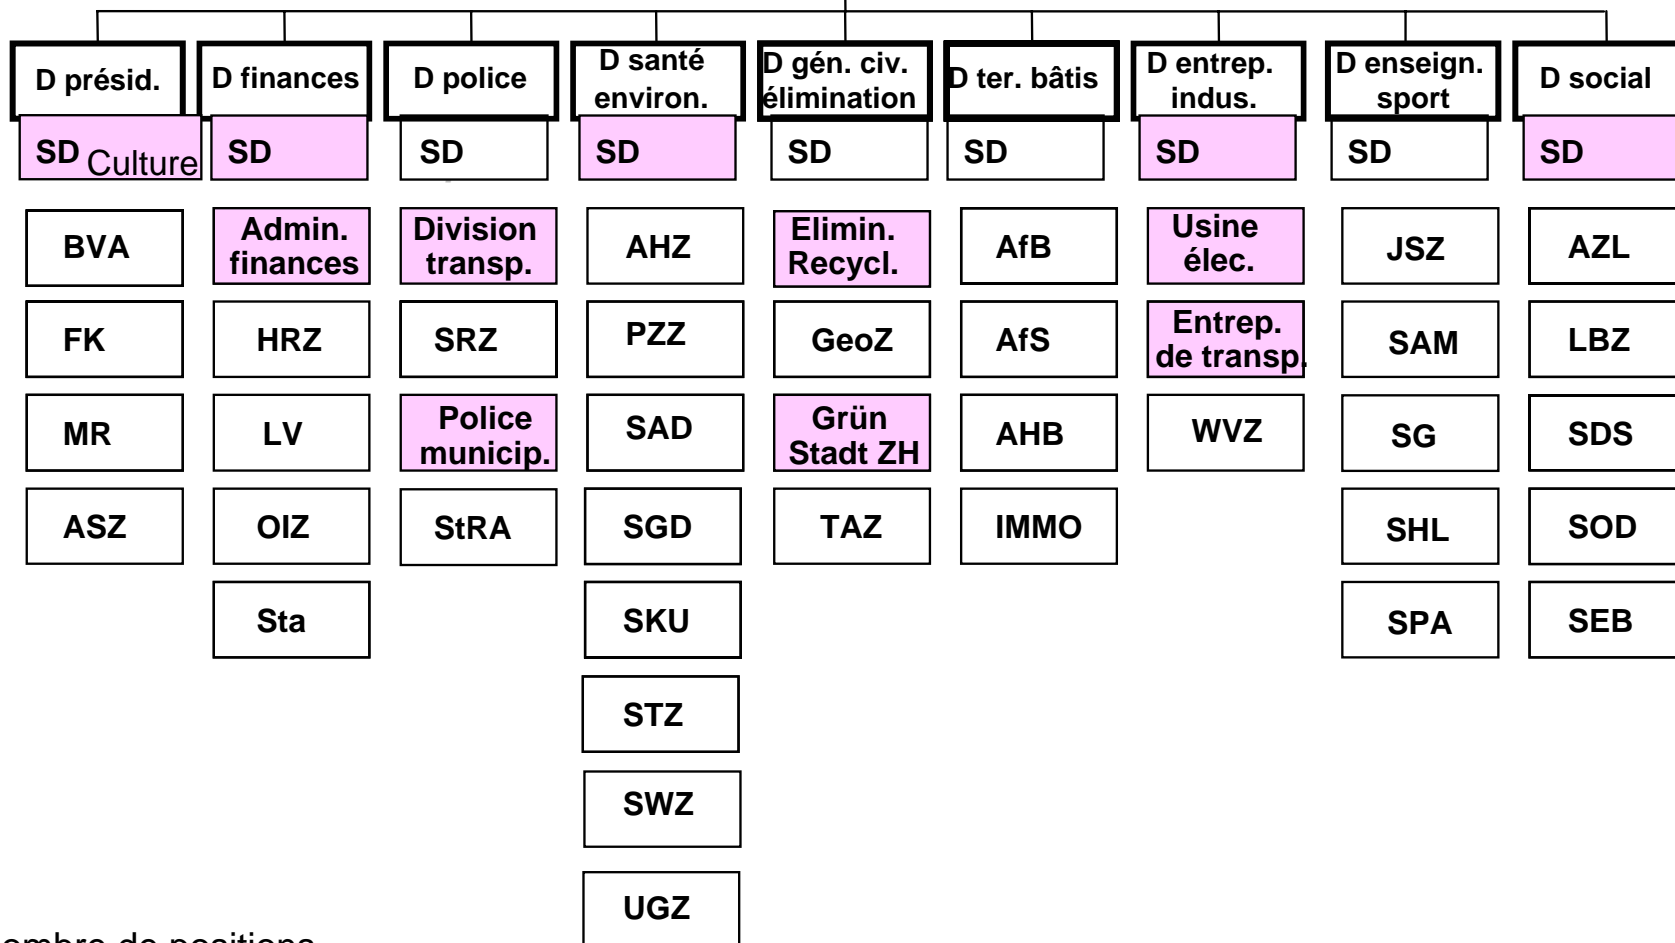 D présid.
D finances
D police
D santé
environ.
D gén. civ.
élimination
D ter. bâtis
D entrep.
indus.
D enseign.
sport
D social
SD Culture
SD
SD
SD
SD
SD
SD
SD
SD
BVA
Admin.
finances
Division
transp.
AHZ
Elimin.
Recycl.
AfB
Usine
élec.
JSZ
AZL
FK
HRZ
SRZ
PZZ
GeoZ
AfS
Entrep.
de transp.
SAM
LBZ
MR
LV
Police
municip.
SAD
Grün
Stadt ZH
AHB
WVZ
SG
SDS
ASZ
OIZ
StRA
SGD
TAZ
IMMO
SHL
SOD
Sta
SKU
SPA
SEB
STZ
SWZ
UGZ
ombre de positions